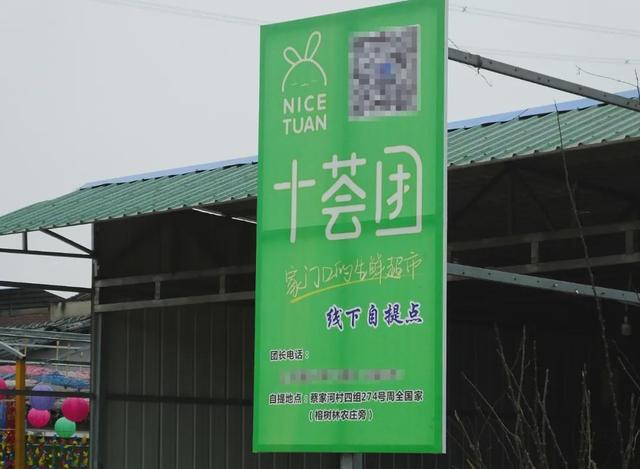 NICE
TUAN
十荟团
家门口的生鲜超市
线下自提点
团长电话：
自提地点：蔡家河村四组274号周全国家
（榕树林农庄旁）